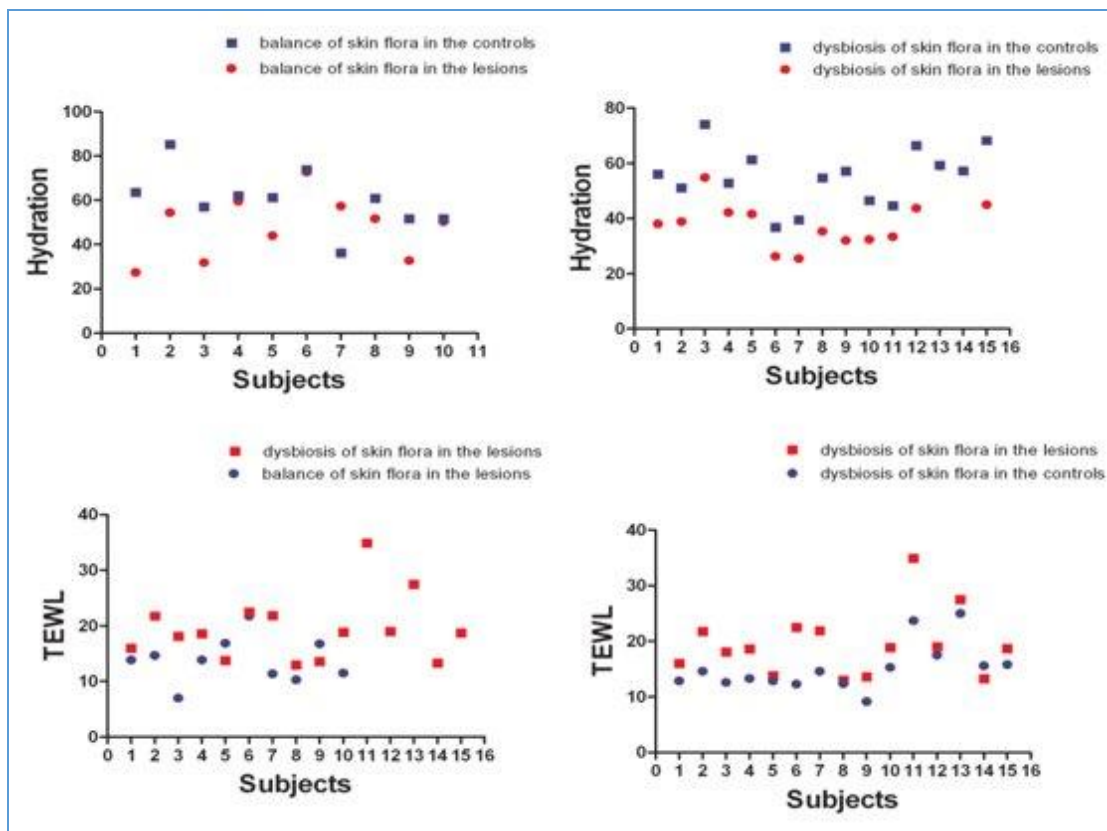 balance of skin flora in the controls
balance of skin flora in the lesions
100
80
60
40
20
0
Hydration
0 1 2 3 4 5 6 7 8 9 10 11
Subjects
dysbiosis of skin flora in the controls
dysbiosis of skin flora in the lesions
80
60
40
20
0
Hydration
0 1 2 3 4 5 6 7 8 9 10 11 12 13 14 15 16
Subjects
dysbiosis of skin flora in the lesions
balance of skin flora in the lesions
40
30
20
10
0
TEWL
0 1 2 3 4 5 6 7 8 9 10 11 12 13 14 15 16
Subjects
dysbiosis of skin flora in the lesions
dysbiosis of skin flora in the controls
40
30
20
10
0
TEWL
0 1 2 3 4 5 6 7 8 9 10 11 12 13 14 15 16
Subjects